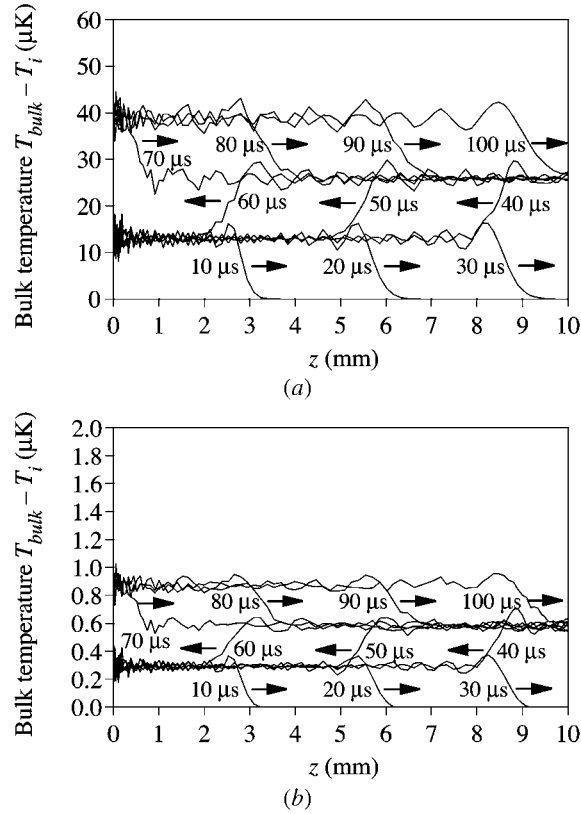 Bulk temperature T_bulk – T_i (μK)
60
50
40
30
20
10
0
70 μs
80 μs
90 μs
100 μs
60 μs
50 μs
40 μs
10 μs
20 μs
30 μs
0 1 2 3 4 5 6 7 8 9 10
z (mm)
(a)
Bulk temperature T_bulk – T_i (μK)
2.0
1.8
1.6
1.4
1.2
1.0
0.8
0.6
0.4
0.2
0.0
80 μs
90 μs
100 μs
70 μs
60 μs
50 μs
40 μs
10 μs
20 μs
30 μs
0 1 2 3 4 5 6 7 8 9 10
z (mm)
(b)